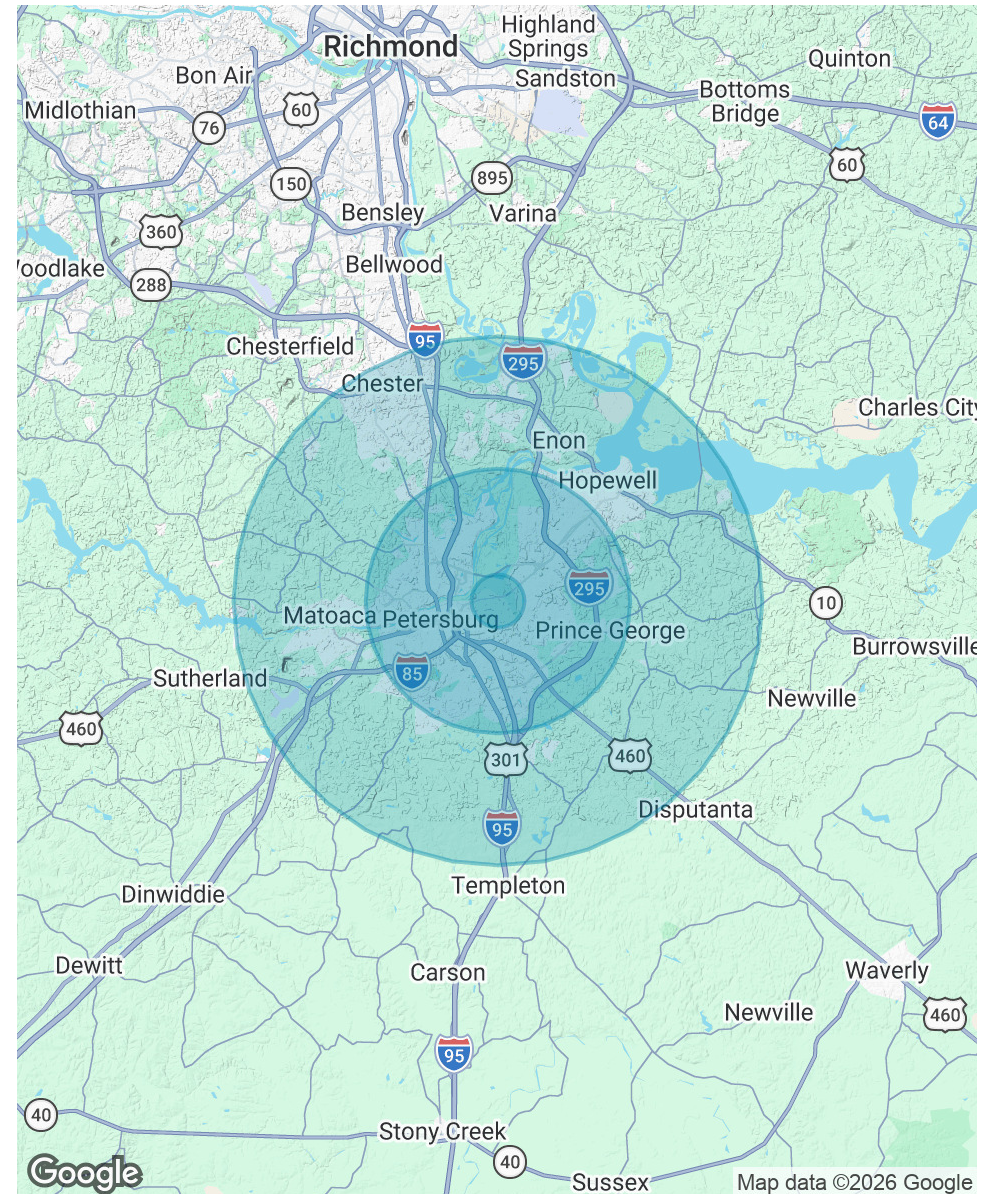 Highland
Springs
Richmond
Quinton
Bon Air
Sandston
Bottoms
Bridge
Midlothian
60
76
64
60
150
895
Bensley
Varina
360
Bellwood
Voodlake
288
95
Chesterfield
295
Chester
Charles City
Enon
Hopewell
295
10
Matoaca
Petersburg
Prince George
Burrowsville
85
Sutherland
Newville
460
301
460
Disputanta
95
Templeton
Dinwiddie
Dewitt
Carson
Waverly
Newville
460
95
40
Stony Creek
40
Google
Sussex
Map data ©2026 Google